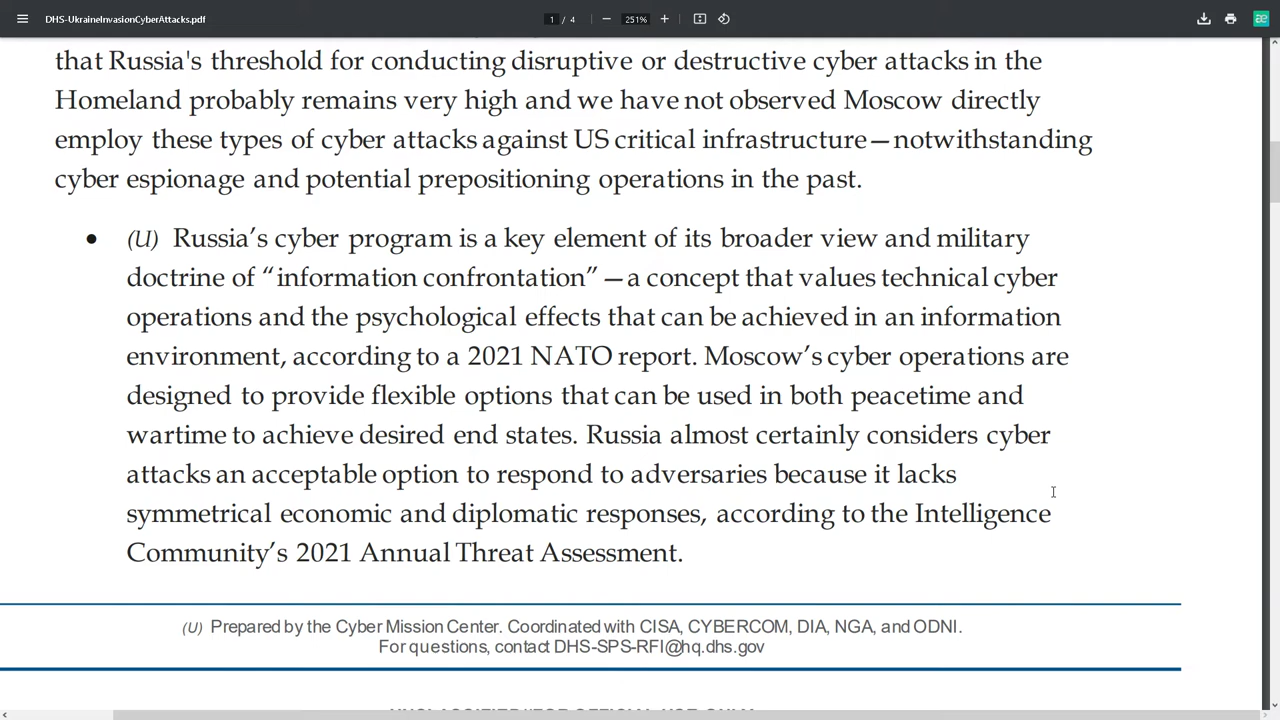 DHS-UkraineInvasionCyberAttacks.pdf
1 / 4
251%
that Russia's threshold for conducting disruptive or destructive cyber attacks in the
Homeland probably remains very high and we have not observed Moscow directly
employ these types of cyber attacks against US critical infrastructure—notwithstanding
cyber espionage and potential prepositioning operations in the past.
• (U) Russia’s cyber program is a key element of its broader view and military
doctrine of “information confrontation”—a concept that values technical cyber
operations and the psychological effects that can be achieved in an information
environment, according to a 2021 NATO report. Moscow’s cyber operations are
designed to provide flexible options that can be used in both peacetime and
wartime to achieve desired end states. Russia almost certainly considers cyber
attacks an acceptable option to respond to adversaries because it lacks
symmetrical economic and diplomatic responses, according to the Intelligence
Community’s 2021 Annual Threat Assessment.
(U) Prepared by the Cyber Mission Center. Coordinated with CISA, CYBERCOM, DIA, NGA, and ODNI.
For questions, contact DHS-SPS-RFI@hq.dhs.gov